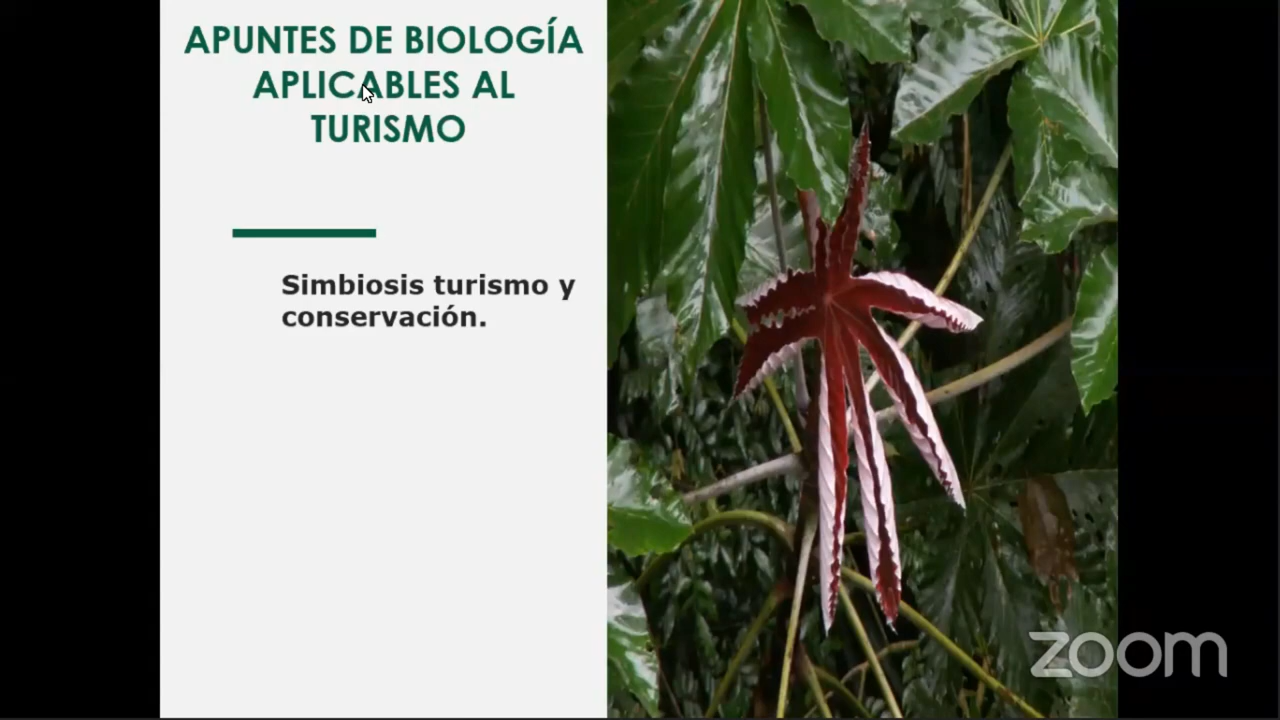 APUNTES DE BIOLOGÍA
APLICABLES AL
TURISMO
Simbiosis turismo y
conservación.
zoom